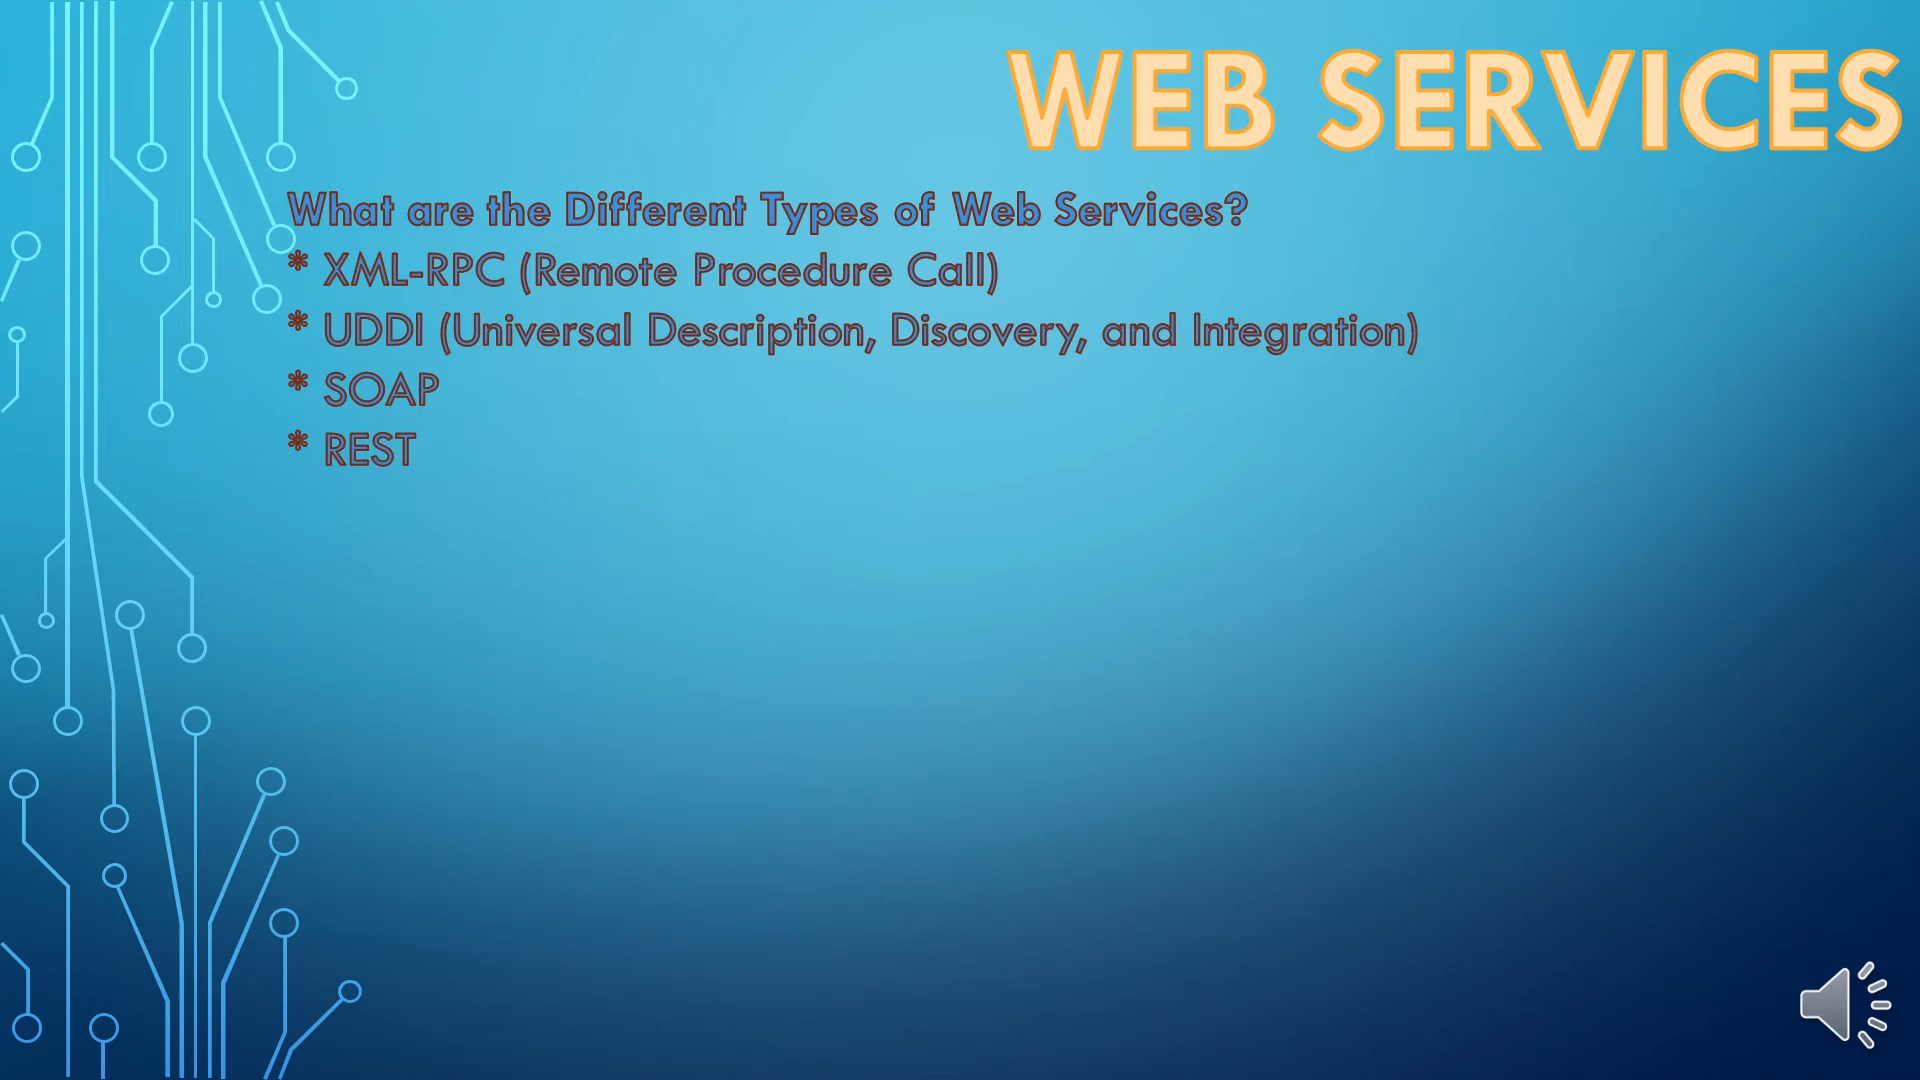 WEB SERVICES
What are the Different Types of Web Services?
* XML-RPC (Remote Procedure Call)
* UDDI (Universal Description, Discovery, and Integration)
* SOAP
* REST